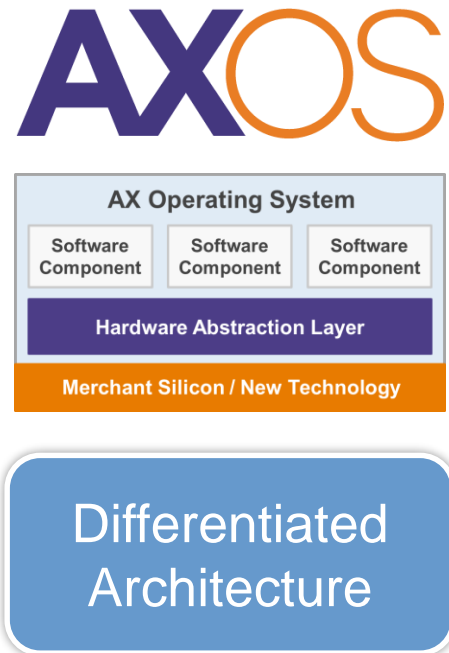 AXOS
AX Operating System
Software Software Software
Component Component Component
Hardware Abstraction Layer
Merchant Silicon / New Technology
Differentiated
Architecture